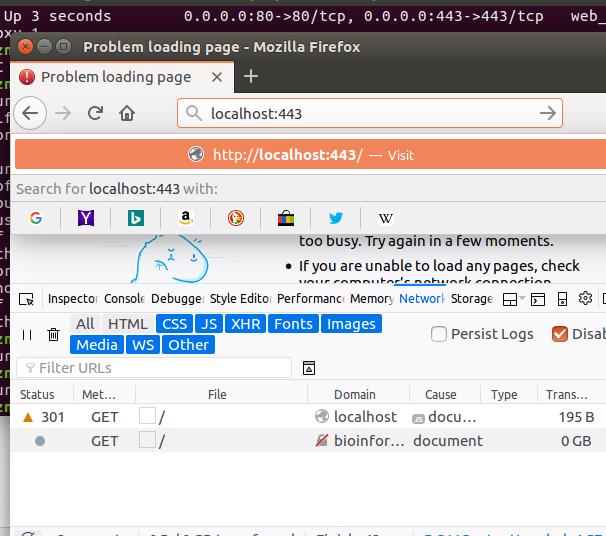 Up 3 seconds 0.0.0.0:80->80/tcp, 0.0.0.0:443->443/tcp web_
Problem loading page - Mozilla Firefox
Problem loading page
localhost:443
http://localhost:443/ — Visit
Search for localhost:443 with:
too busy. Try again in a few moments.
• If you are unable to load any pages, check
your computer's network connection
Inspector Console Debugger Style Editor Performance Memory Network Storage
All HTML CSS JS XHR Fonts Images Persist Logs Disab
Media WS Other
Filter URLs
Status Met... File Domain Cause Type Trans...
301 GET / localhost JS docu... 195 B
GET / bioinfor... document 0 GB